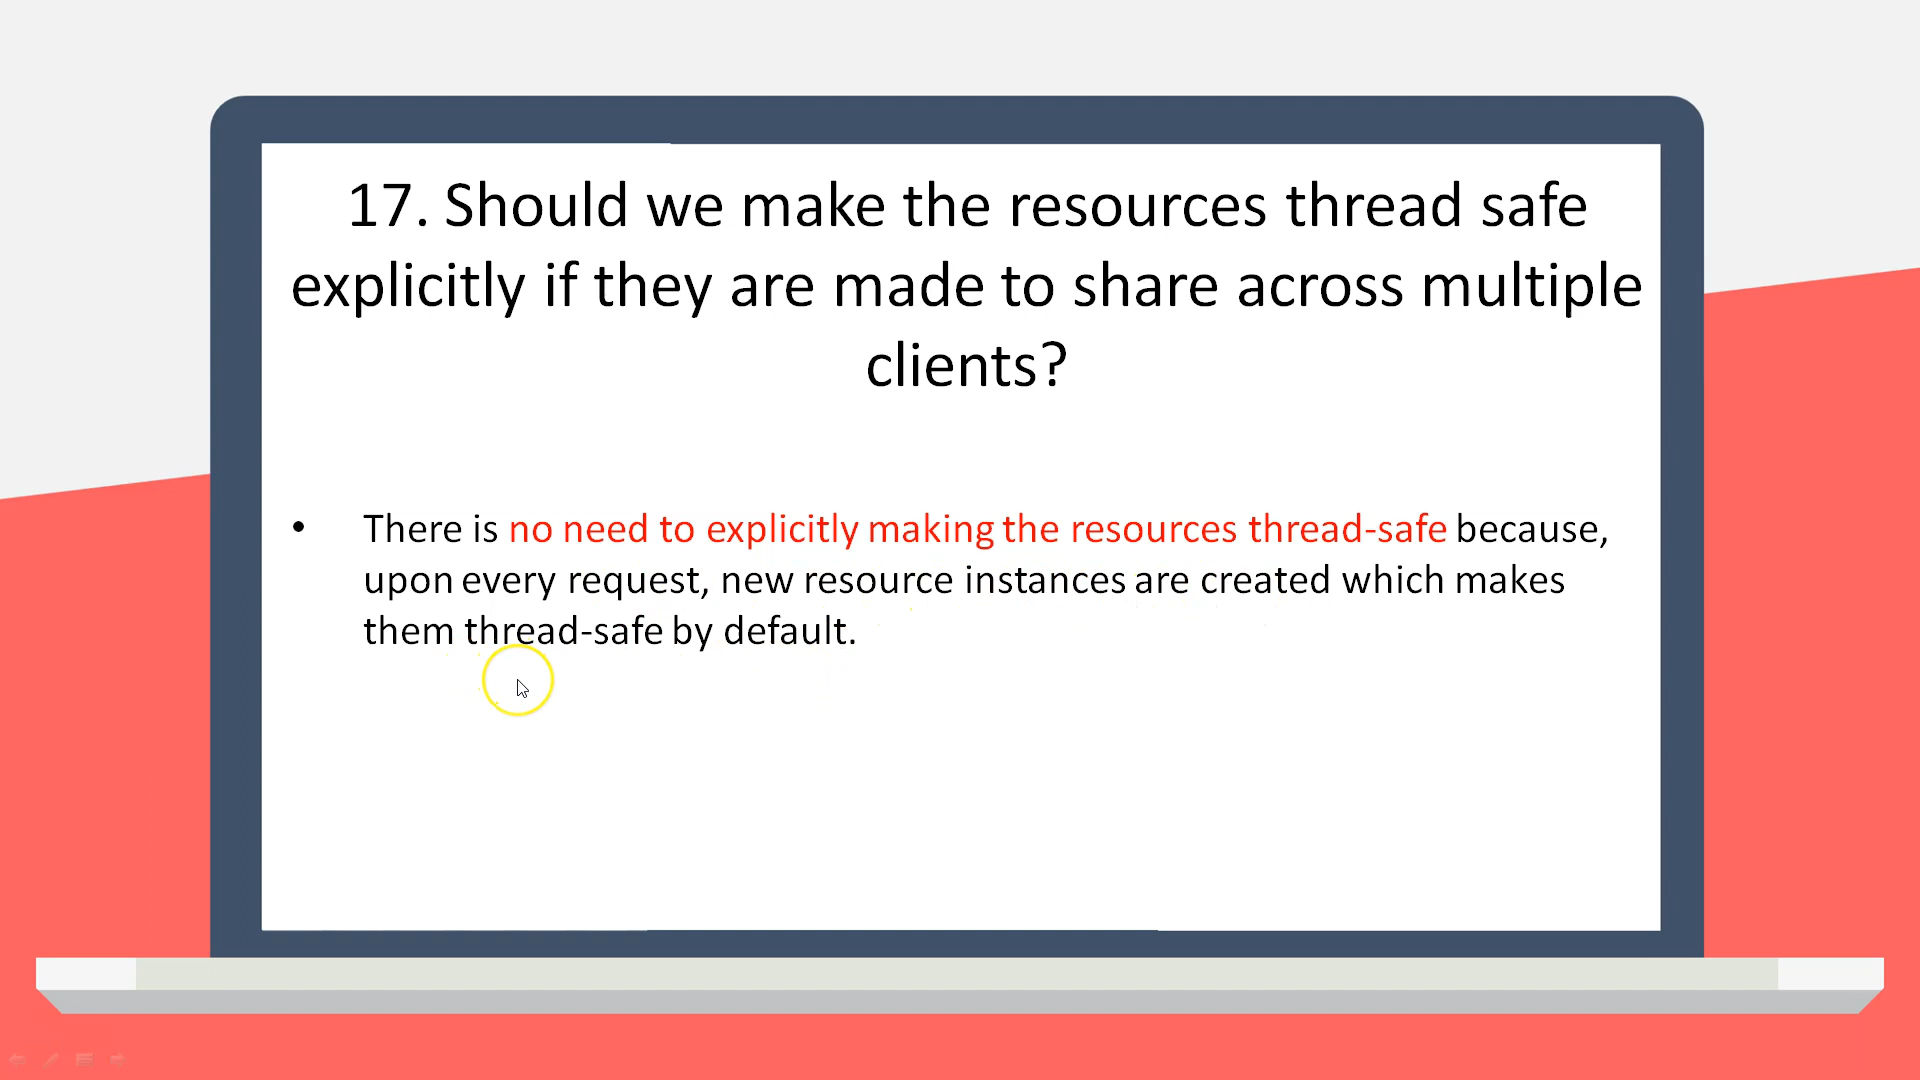 17. Should we make the resources thread safe
explicitly if they are made to share across multiple
clients?
• There is no need to explicitly making the resources thread-safe because,
upon every request, new resource instances are created which makes
them thread-safe by default.